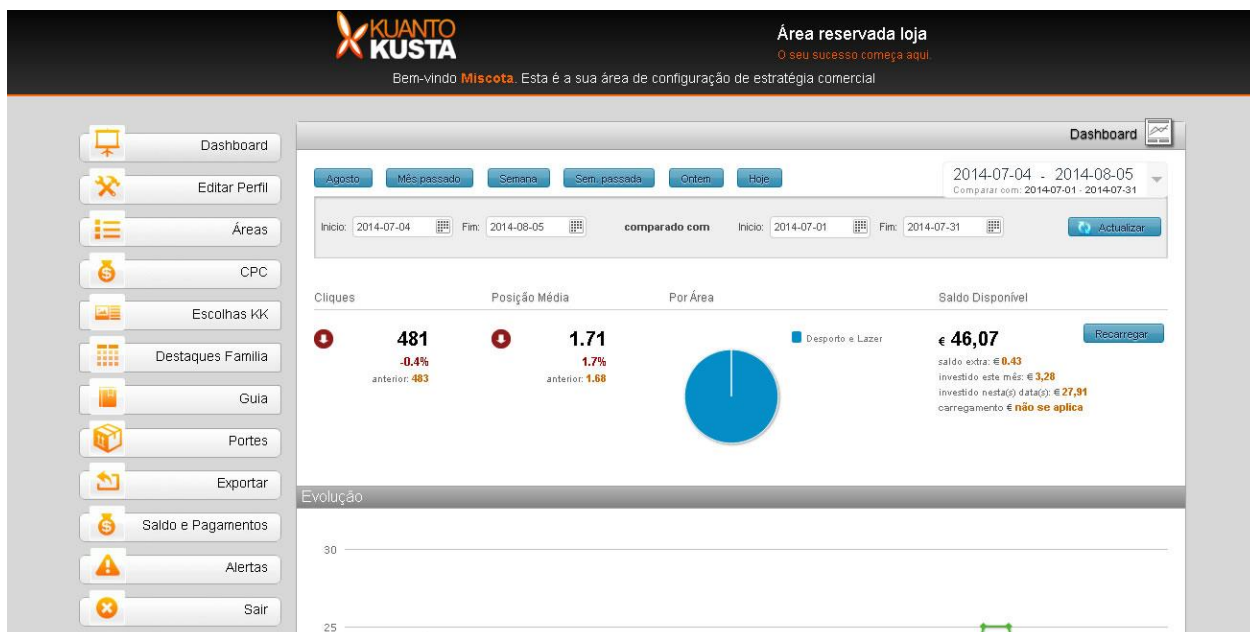 KUANTO
KUSTA
Área reservada loja
O seu sucesso começa aqui.
Bem-vindo Miscota. Esta é a sua área de configuração de estratégia comercial
Dashboard
Editar Perfil
Áreas
CPC
Escolhas KK
Destaques Familia
Guia
Portes
Exportar
Saldo e Pagamentos
Alertas
Sair
Dashboard
Agosto Mês passado Semana Sem. passada Ontem Hoje
2014-07-04 - 2014-08-05
Comparar com: 2014-07-01 - 2014-07-31
Inicio: 2014-07-04 Fim: 2014-08-05 comparado com Inicio: 2014-07-01 Fim: 2014-07-31 Actualizar
Cliques Posição Média Por Área Saldo Disponível
481
-0.4%
anterior: 483
1.71
1.7%
anterior: 1.68
Desporto e Lazer
€ 46,07 Recarregar
saldo extra: € 0.43
investido este mês: € 3,28
investido nesta(s) data(s): € 27,91
carregamento € não se aplica
Evolução
30
25